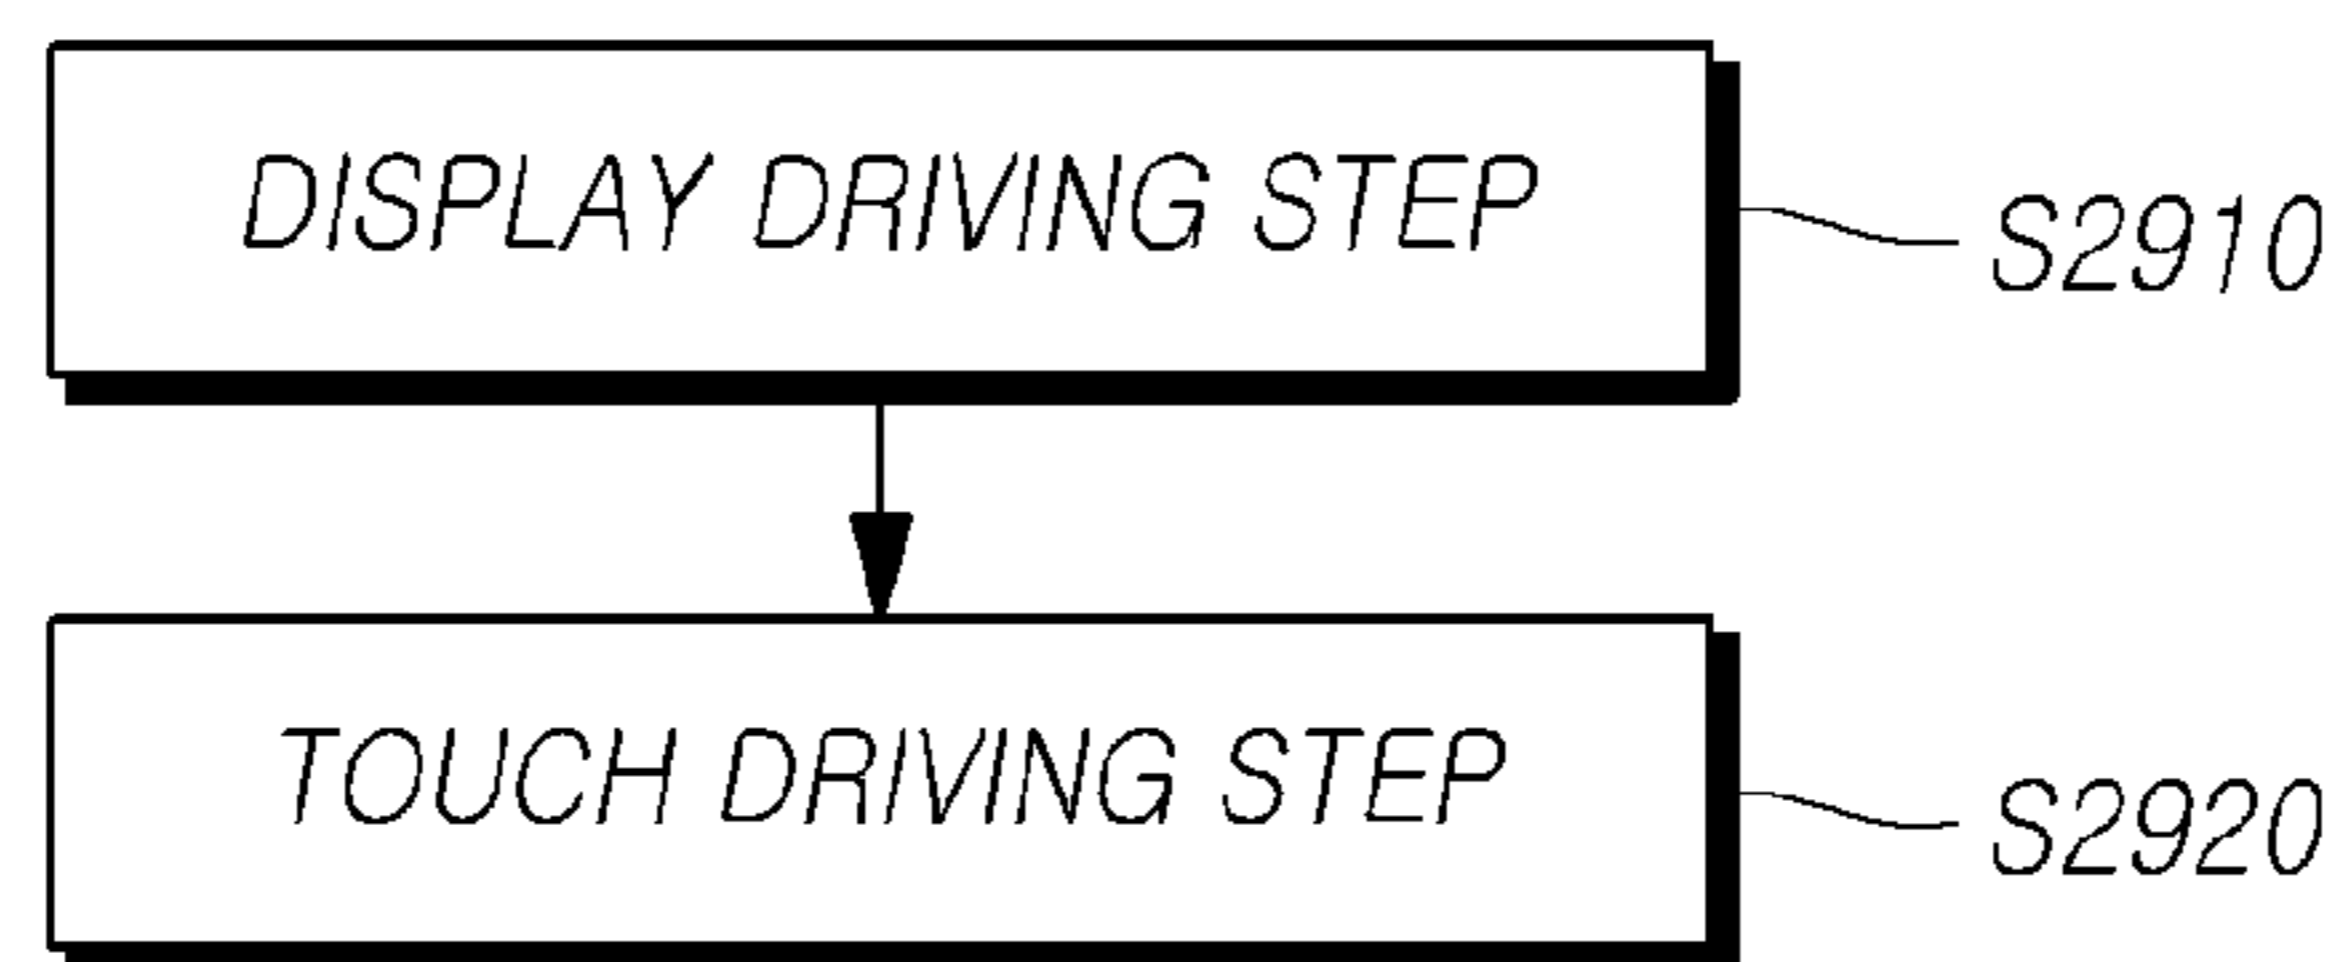 DISPLAY DRIVING STEP
S2910
TOUCH DRIVING STEP
S2920